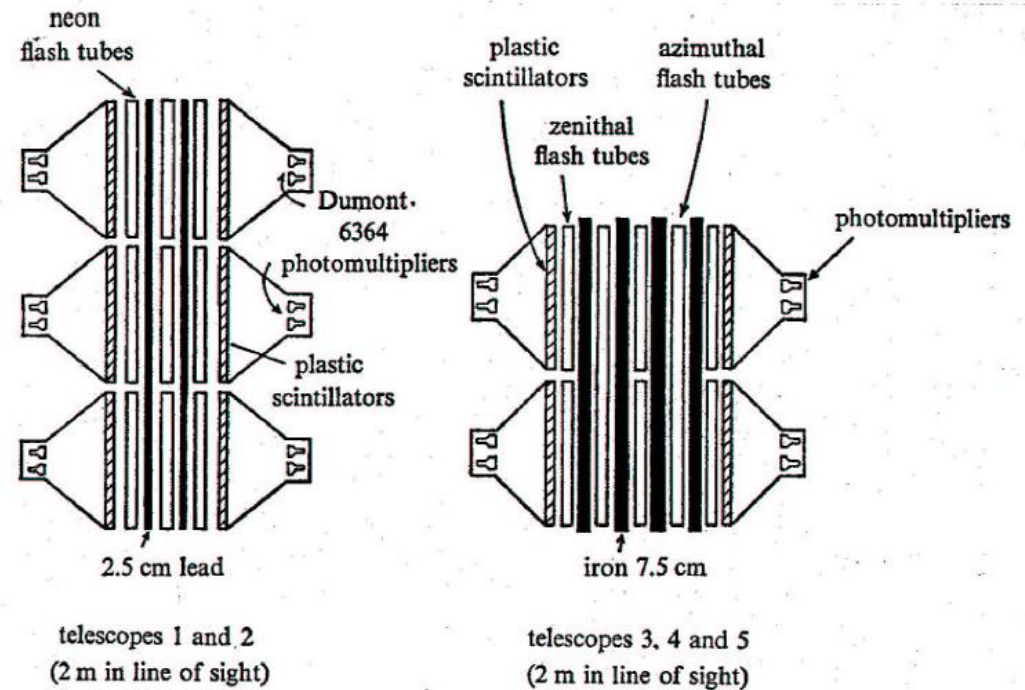 neon
flash tubes
Dumont.
6364
photomultipliers
plastic
scintillators
2.5 cm lead
telescopes 1 and 2
(2 m in line of sight)
plastic
scintillators
azimuthal
flash tubes
zenithal
flash tubes
photomultipliers
iron 7.5 cm
telescopes 3, 4 and 5
(2 m in line of sight)